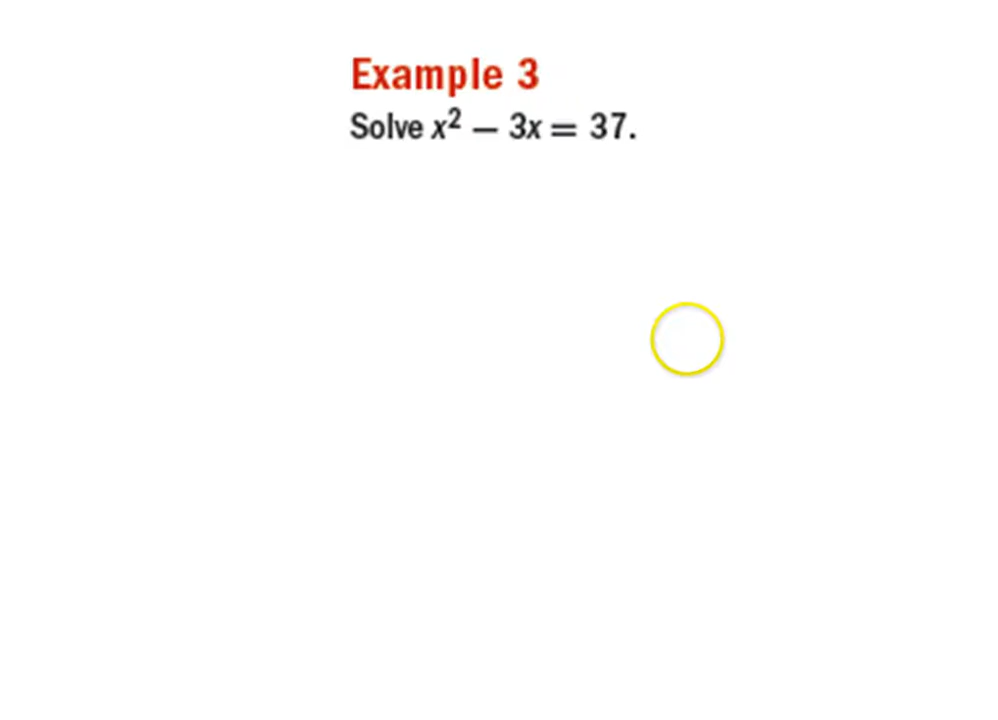 Example 3
Solve x² – 3x = 37.